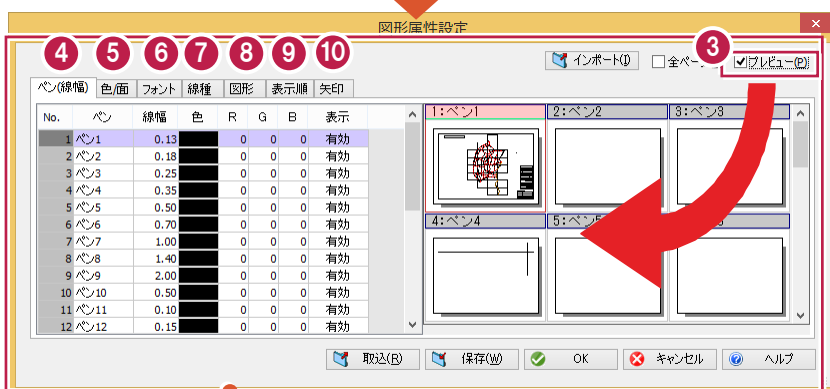 図形属性設定
④ ⑤ ⑥ ⑦ ⑧ ⑨ ⑩ ③
インポート(I) 全ペー プレビュー(P)
ペン(線幅) 色/面 フォント 線種 図形 表示順 矢印
No. ペン 線幅 色 R G B 表示
1 ペン1 0.13 0 0 0 有効
2 ペン2 0.18 0 0 0 有効
3 ペン3 0.25 0 0 0 有効
4 ペン4 0.35 0 0 0 有効
5 ペン5 0.50 0 0 0 有効
6 ペン6 0.70 0 0 0 有効
7 ペン7 1.00 0 0 0 有効
8 ペン8 1.40 0 0 0 有効
9 ペン9 2.00 0 0 0 有効
10 ペン10 0.50 0 0 0 有効
11 ペン11 0.10 0 0 0 有効
12 ペン12 0.15 0 0 0 有効
1:ペン1 2:ペン2 3:ペン3
4:ペン4 5:ペン5
取込(R) 保存(W) OK キャンセル ヘルプ